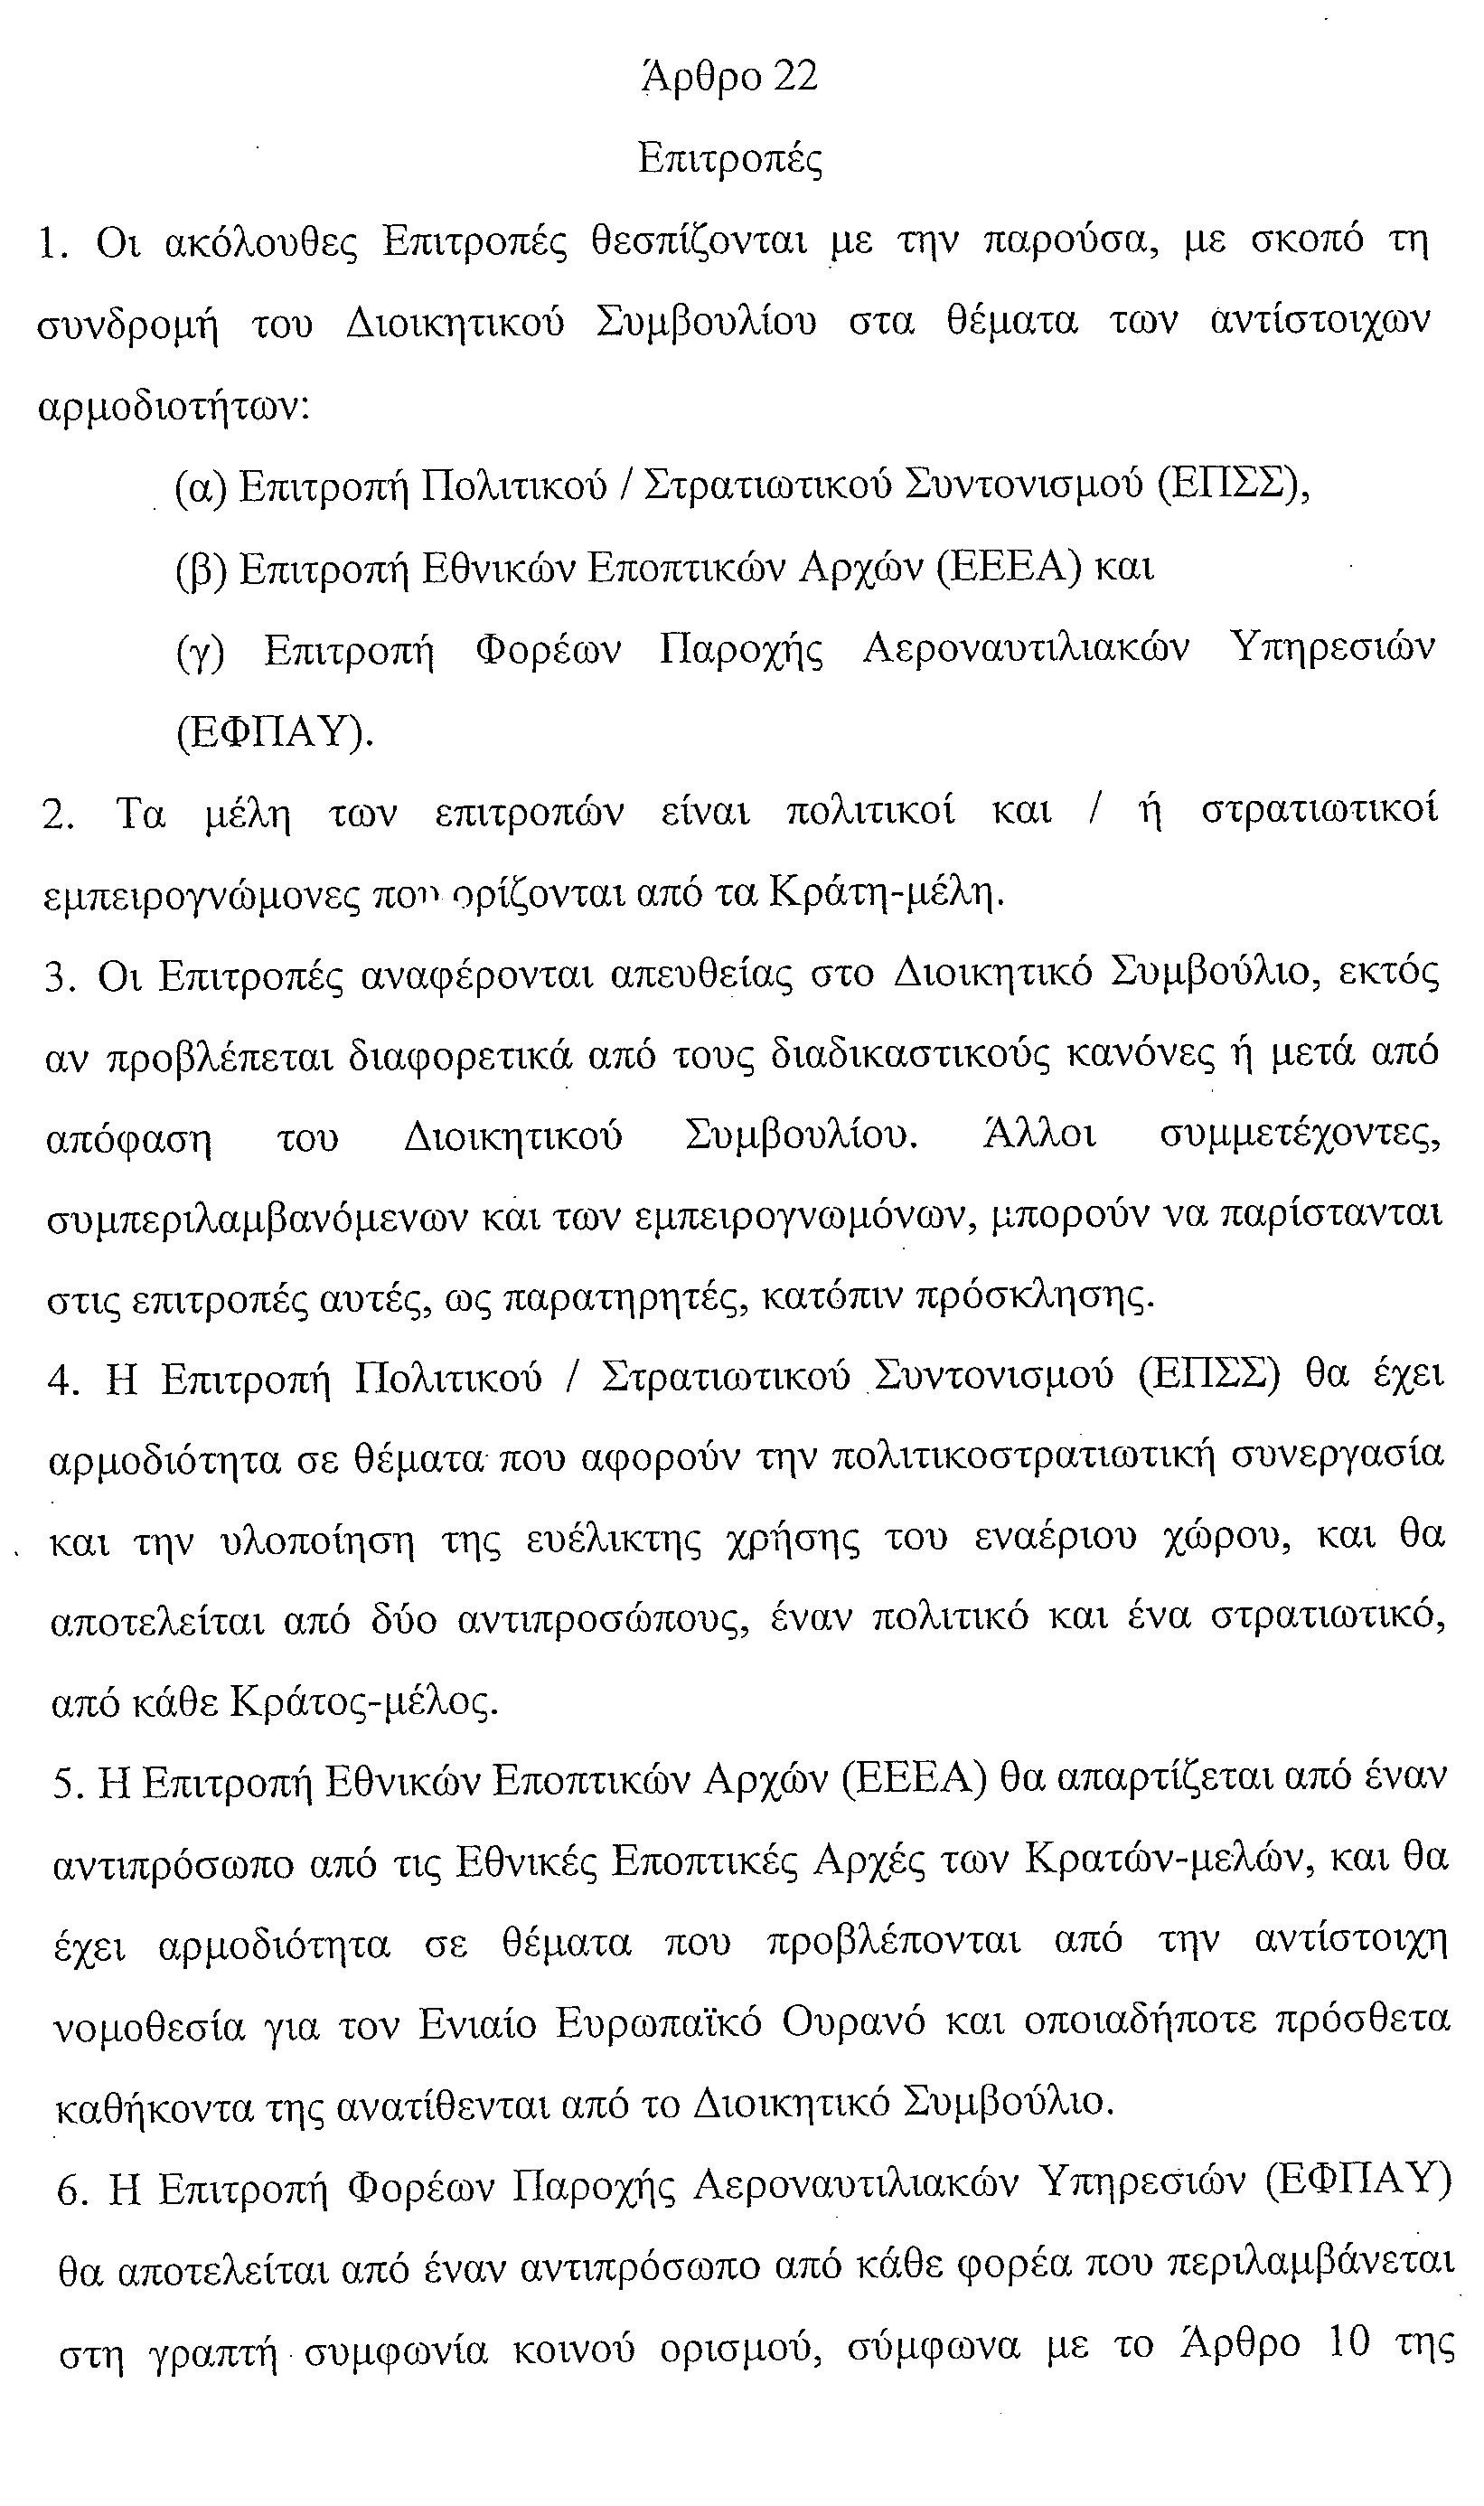 Άρθρο 22
Επιτροπές
1. Οι ακόλουθες Επιτροπές θεσπίζονται με την παρούσα, με σκοπό τη
συνδρομή του Διοικητικού Συμβουλίου στα θέματα των αντίστοιχων
αρμοδιοτήτων:
(α) Επιτροπή Πολιτικού / Στρατιωτικού Συντονισμού (ΕΠΣΣ),
(β) Επιτροπή Εθνικών Εποπτικών Αρχών (ΕΕΕΑ) και
(γ) Επιτροπή Φορέων Παροχής Αεροναυτιλιακών Υπηρεσιών
(ΕΦΠΑΥ).
2. Τα μέλη των επιτροπών είναι πολιτικοί και / ή στρατιωτικοί
εμπειρογνώμονες που ορίζονται από τα Κράτη-μέλη.
3. Οι Επιτροπές αναφέρονται απευθείας στο Διοικητικό Συμβούλιο, εκτός
αν προβλέπεται διαφορετικά από τους διαδικαστικούς κανόνες ή μετά από
απόφαση του Διοικητικού Συμβουλίου. Άλλοι συμμετέχοντες,
συμπεριλαμβανόμενων και των εμπειρογνωμόνων, μπορούν να παρίστανται
στις επιτροπές αυτές, ως παρατηρητές, κατόπιν πρόσκλησης.
4. Η Επιτροπή Πολιτικού / Στρατιωτικού Συντονισμού (ΕΠΣΣ) θα έχει
αρμοδιότητα σε θέματα που αφορούν την πολιτικοστρατιωτική συνεργασία
και την υλοποίηση της ευέλικτης χρήσης του εναέριου χώρου, και θα
αποτελείται από δύο αντιπροσώπους, έναν πολιτικό και ένα στρατιωτικό,
από κάθε Κράτος-μέλος.
5. Η Επιτροπή Εθνικών Εποπτικών Αρχών (ΕΕΕΑ) θα απαρτίζεται από έναν
αντιπρόσωπο από τις Εθνικές Εποπτικές Αρχές των Κρατών-μελών, και θα
έχει αρμοδιότητα σε θέματα που προβλέπονται από την αντίστοιχη
νομοθεσία για τον Ενιαίο Ευρωπαϊκό Ουρανό και οποιαδήποτε πρόσθετα
καθήκοντα της ανατίθενται από το Διοικητικό Συμβούλιο.
6. Η Επιτροπή Φορέων Παροχής Αεροναυτιλιακών Υπηρεσιών (ΕΦΠΑΥ)
θα αποτελείται από έναν αντιπρόσωπο από κάθε φορέα που περιλαμβάνεται
στη γραπτή συμφωνία κοινού ορισμού, σύμφωνα με το Άρθρο 10 της